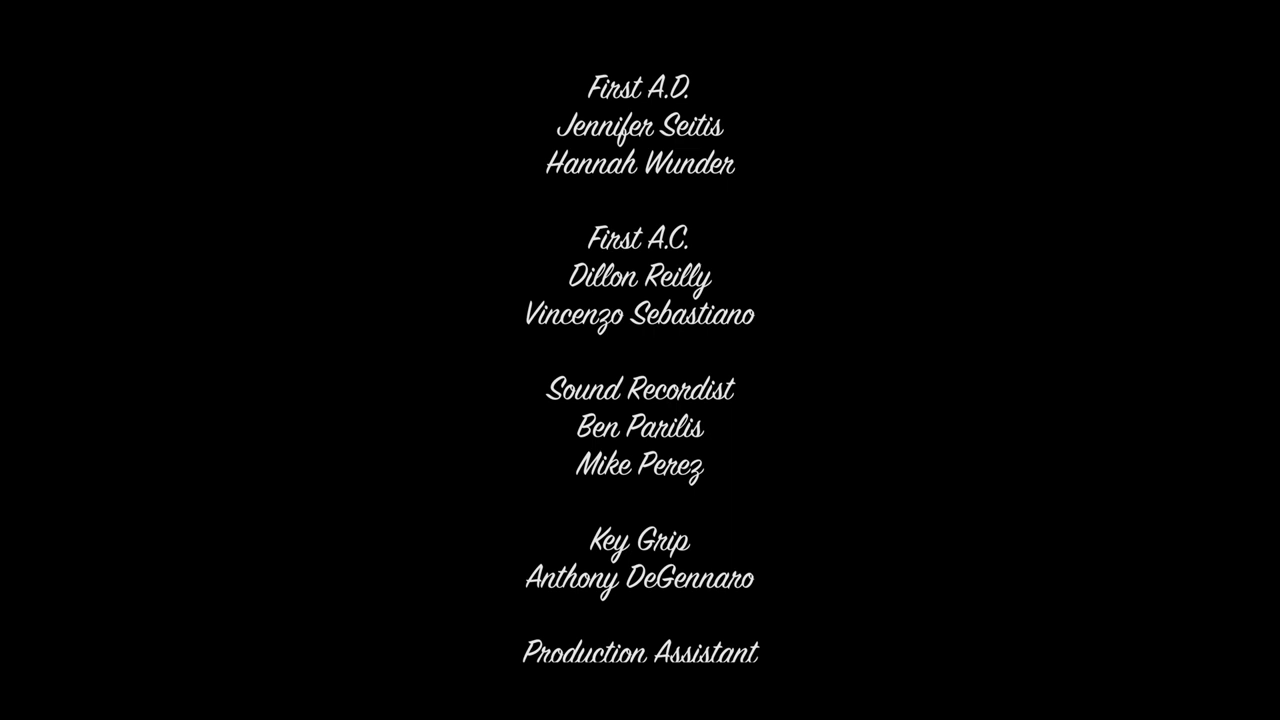 First A.D.
Jennifer Seitis
Hannah Wunder
First A.C.
Dillon Reilly
Vincenzo Sebastiano
Sound Recordist
Ben Parilis
Mike Perez
Key Grip
Anthony DeGennaro
Production Assistant